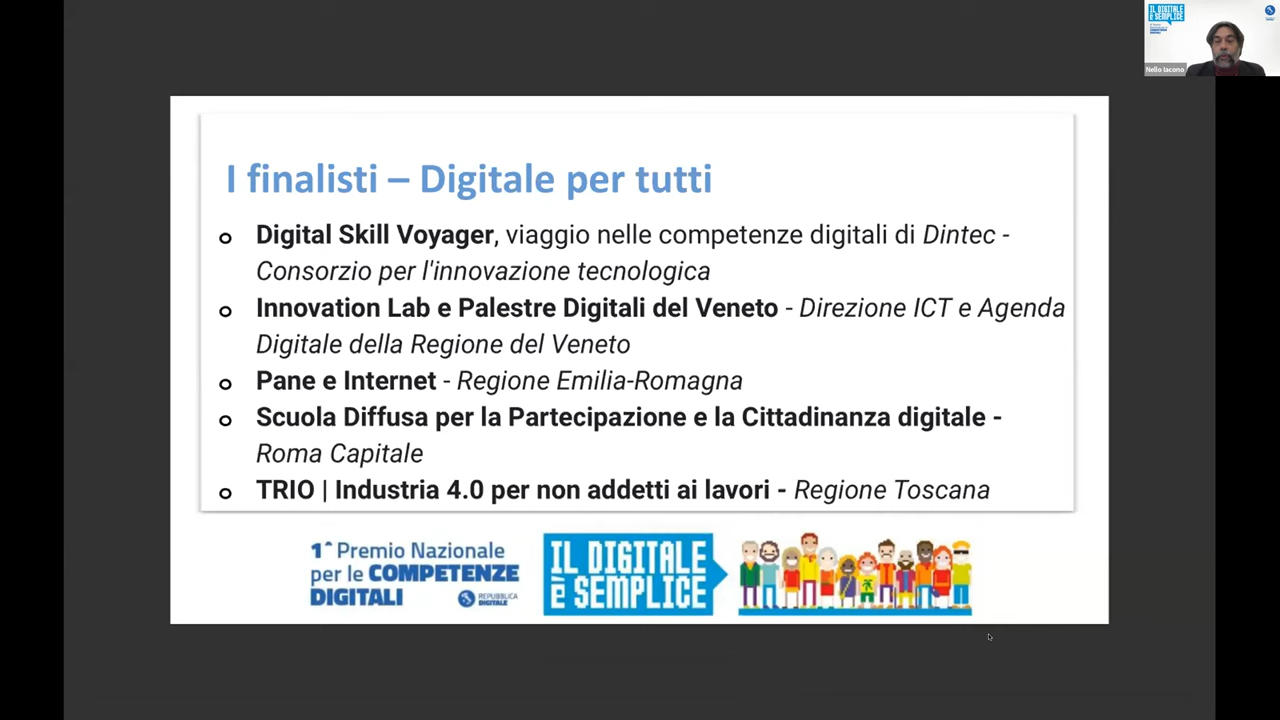 IL DIGITALE
È SEMPLICE
Nello Iacono
I finalisti – Digitale per tutti
Digital Skill Voyager, viaggio nelle competenze digitali di Dintec -
Consorzio per l'innovazione tecnologica
Innovation Lab e Palestre Digitali del Veneto - Direzione ICT e Agenda
Digitale della Regione del Veneto
Pane e Internet - Regione Emilia-Romagna
Scuola Diffusa per la Partecipazione e la Cittadinanza digitale -
Roma Capitale
TRIO | Industria 4.0 per non addetti ai lavori - Regione Toscana
1^ Premio Nazionale
per le COMPETENZE
DIGITALI
REPUBBLICA
DIGITALE
IL DIGITALE
è SEMPLICE